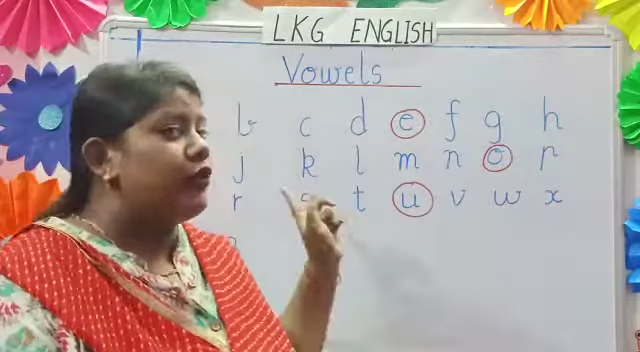 LKG ENGLISH
Vowels
b c d e f g h
j k l m n o p
r s t u v w x